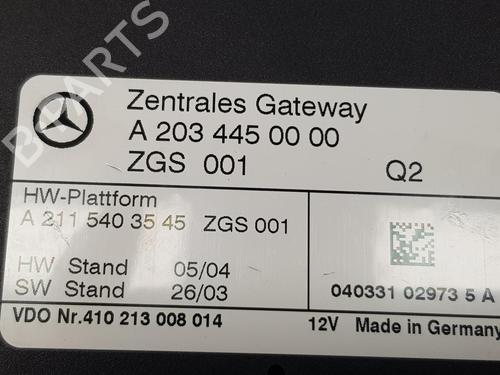 B-PARTS
Zentrales Gateway
A 203 445 00 00
ZGS 001 Q2
HW-Plattform
A 211 540 35 45 ZGS 001
HW Stand 05/04
SW Stand 26/03
040331 02973 5 A
VDO Nr.410 213 008 014 12V Made in Germany